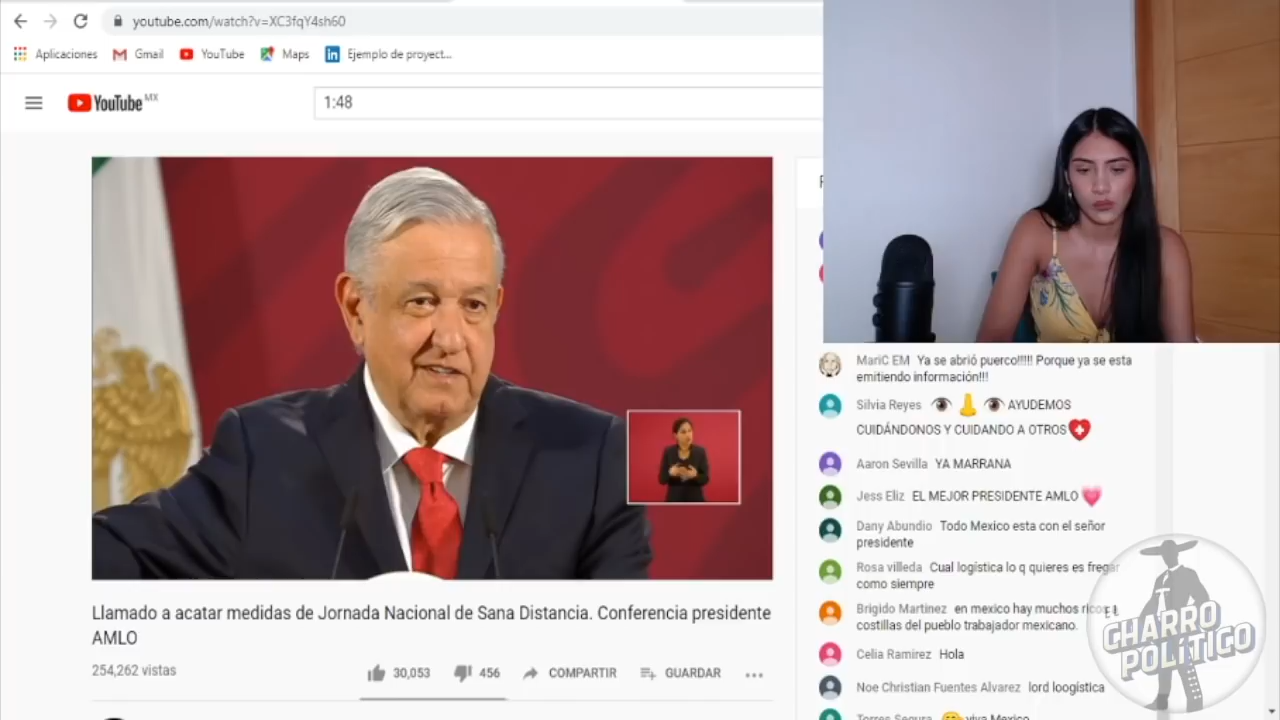 youtube.com/watch?v=XC3fqY4sh60
Aplicaciones
Gmail
YouTube
Maps
Ejemplo de proyect...
YouTube MX
1:48
MariC EM Ya se abrió puerco!!!!! Porque ya se esta
emitiendo información!!!
Silvia Reyes AYUDEMOS
CUIDÁNDONOS Y CUIDANDO A OTROS
Aaron Sevilla YA MARRANA
Jess Eliz EL MEJOR PRESIDENTE AMLO
Dany Abundio Todo Mexico esta con el señor
presidente
Rosa villeda Cual logística lo q quieres es fregar
como siempre
Brigido Martinez en mexico hay muchos ricos
costillas del pueblo trabajador mexicano.
Celia Ramirez Hola
Noe Christian Fuentes Alvarez lord loogística
Torres Segura viva Mexico
Llamado a acatar medidas de Jornada Nacional de Sana Distancia. Conferencia presidente
AMLO
254,262 vistas
30,053
456
COMPARTIR
GUARDAR
CHARRO
POLÍTICO